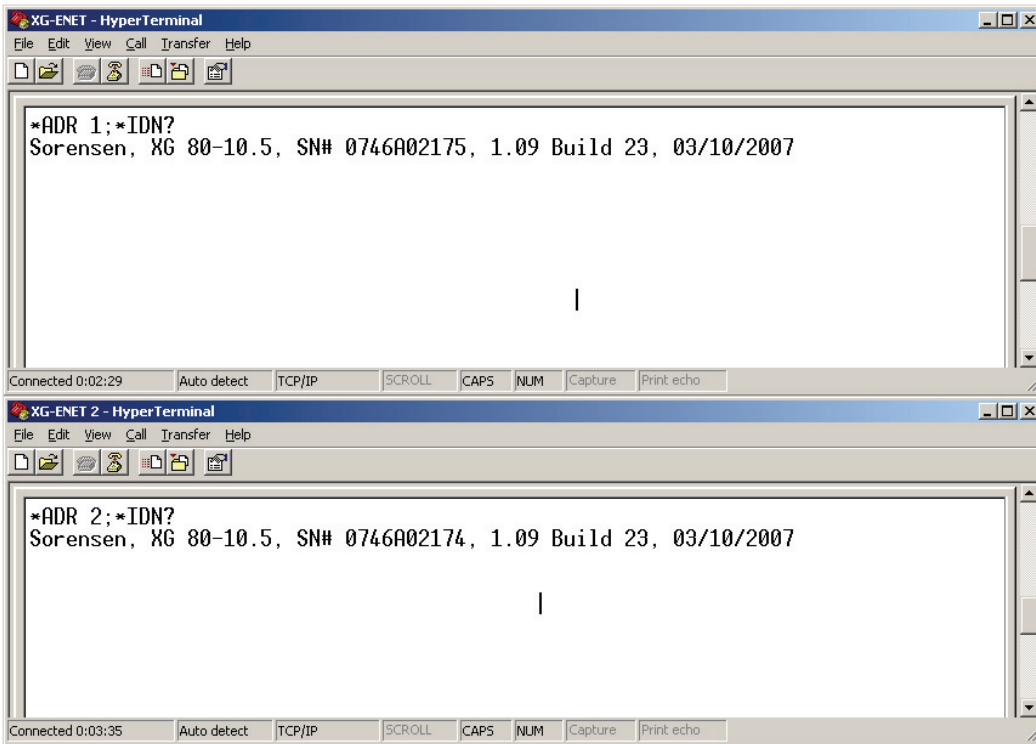 XG-ENET - HyperTerminal
File Edit View Call Transfer Help
*ADR 1;*IDN?
Sorensen, XG 80-10.5, SN# 0746A02175, 1.09 Build 23, 03/10/2007
Connected 0:02:29 Auto detect TCP/IP SCROLL CAPS NUM Capture Print echo
XG-ENET 2 - HyperTerminal
File Edit View Call Transfer Help
*ADR 2;*IDN?
Sorensen, XG 80-10.5, SN# 0746A02174, 1.09 Build 23, 03/10/2007
Connected 0:03:35 Auto detect TCP/IP SCROLL CAPS NUM Capture Print echo